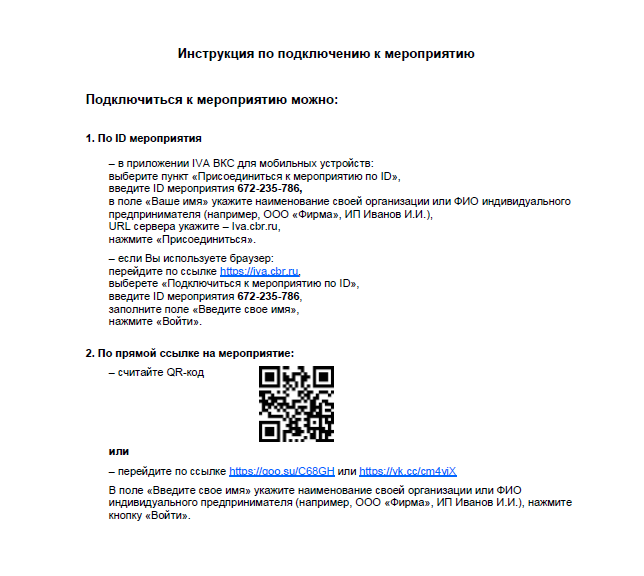 Инструкция по подключению к мероприятию
Подключиться к мероприятию можно:
1. По ID мероприятия
– в приложении IVA ВКС для мобильных устройств:
выберите пункт «Присоединиться к мероприятию по ID»,
введите ID мероприятия 672-235-786,
в поле «Ваше имя» укажите наименование своей организации или ФИО индивидуального
предпринимателя (например, ООО «Фирма», ИП Иванов И.И.),
URL сервера укажите – Iva.cbr.ru,
нажмите «Присоединиться».
– если Вы используете браузер:
перейдите по ссылке https://iva.cbr.ru,
выберете «Подключиться к мероприятию по ID»,
введите ID мероприятия 672-235-786,
заполните поле «Введите свое имя»,
нажмите «Войти».
2. По прямой ссылке на мероприятие:
– считайте QR-код
или
– перейдите по ссылке https://goo.su/C68GH или https://vk.cc/cm4viX
В поле «Введите свое имя» укажите наименование своей организации или ФИО
индивидуального предпринимателя (например, ООО «Фирма», ИП Иванов И.И.), нажмите
кнопку «Войти».